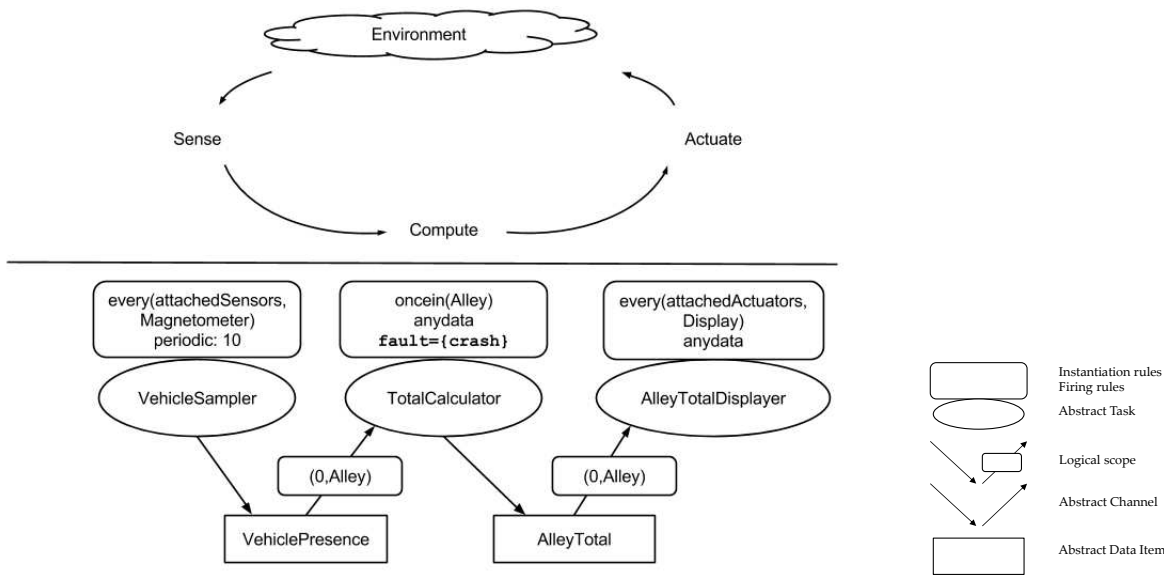 Environment
Sense
Actuate
Compute
every(attachedSensors,
Magnetometer)
periodic: 10
oncein(Alley)
anydata
fault={crash}
every(attachedActuators,
Display)
anydata
VehicleSampler
TotalCalculator
AlleyTotalDisplayer
(0,Alley)
(0,Alley)
VehiclePresence
AlleyTotal
Instantiation rules
Firing rules
Abstract Task
Logical scope
Abstract Channel
Abstract Data Item